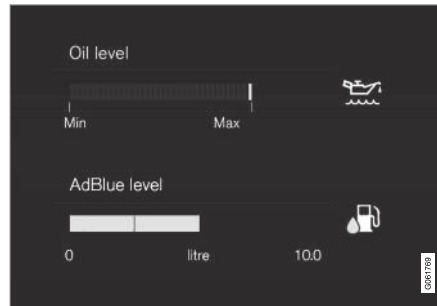 Oil level
Min Max
AdBlue level
0 litre 10.0
G061769